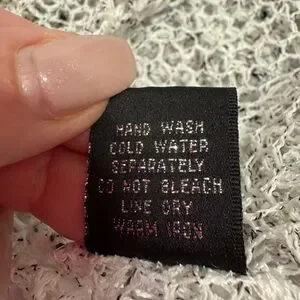 HAND WASH
COLD WATER
SEPARATELY
DO NOT BLEACH
LINE DRY
WARM IRON